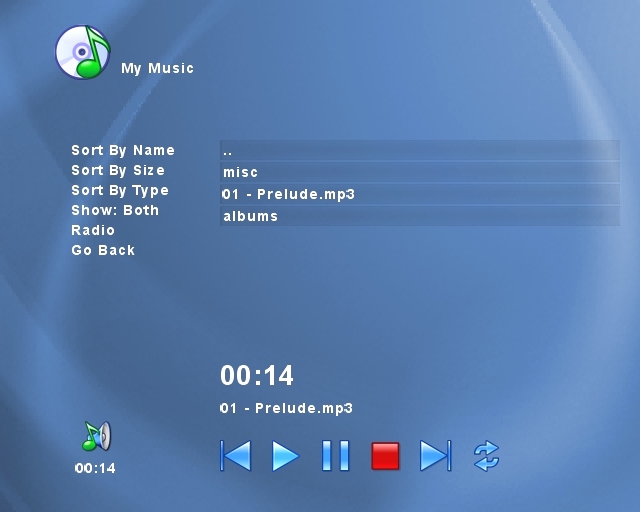 My Music
Sort By Name
Sort By Size
Sort By Type
Show: Both
Radio
Go Back
..
misc
01 - Prelude.mp3
albums
00:14
01 - Prelude.mp3
00:14